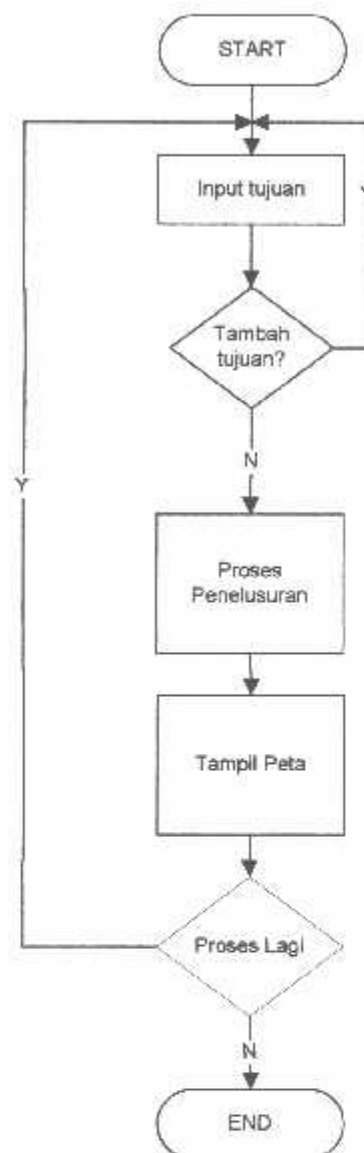 START
Input tujuan
Tambah
tujuan?
N
Y
Proses
Penelusuran
Tampil Peta
Proses Lagi
N
END